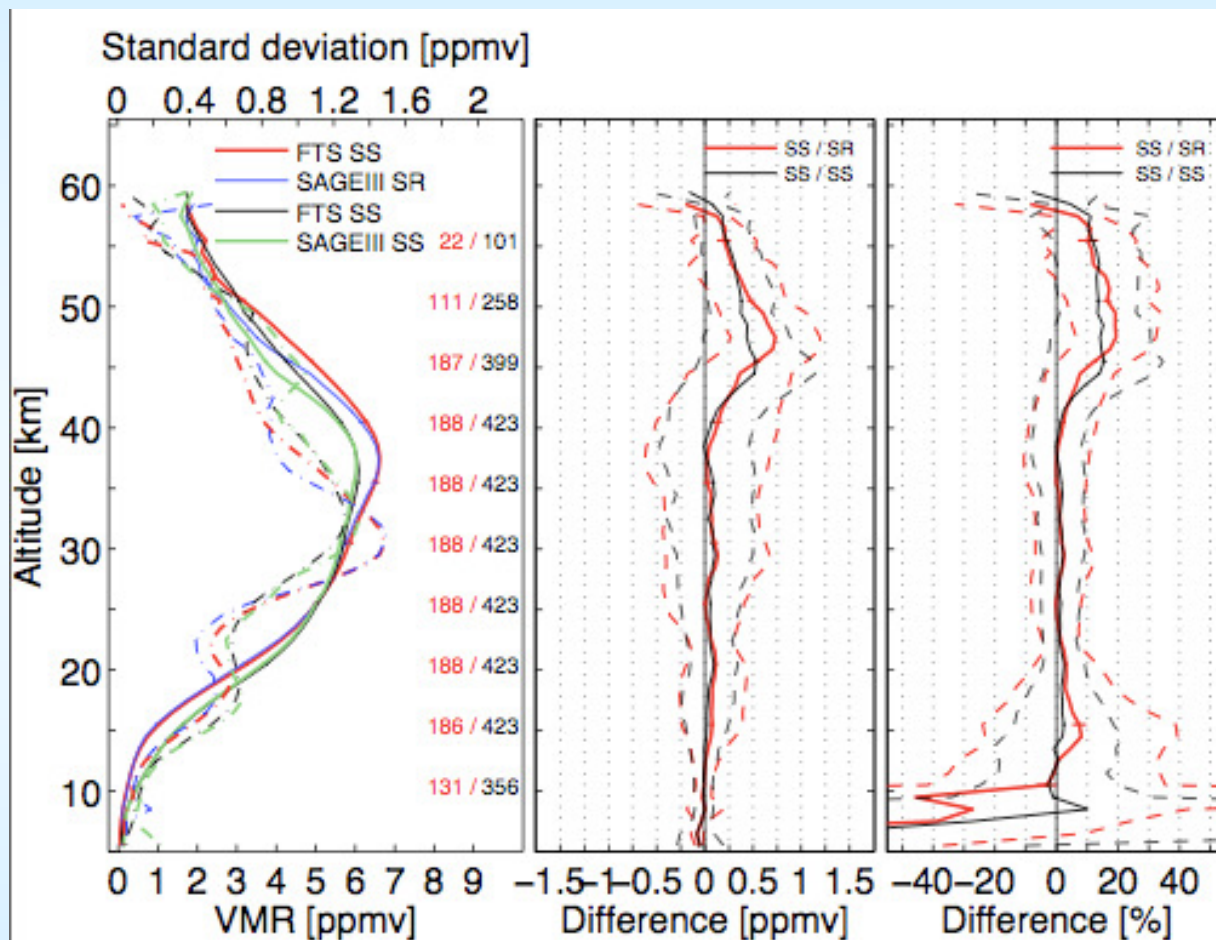 Standard deviation [ppmv]
0 0.4 0.8 1.2 1.6 2
FTS SS
SAGEIII SR
FTS SS
SAGEIII SS
SS / SR
SS / SS
SS / SR
SS / SS
60
50
40
30
20
10
Altitude [km]
22 / 101
111 / 258
187 / 399
188 / 423
188 / 423
188 / 423
188 / 423
188 / 423
186 / 423
131 / 356
0 1 2 3 4 5 6 7 8 9
VMR [ppmv]
−1.5 −1 −0.5 0 0.5 1 1.5
Difference [ppmv]
−40 −20 0 20 40
Difference [%]